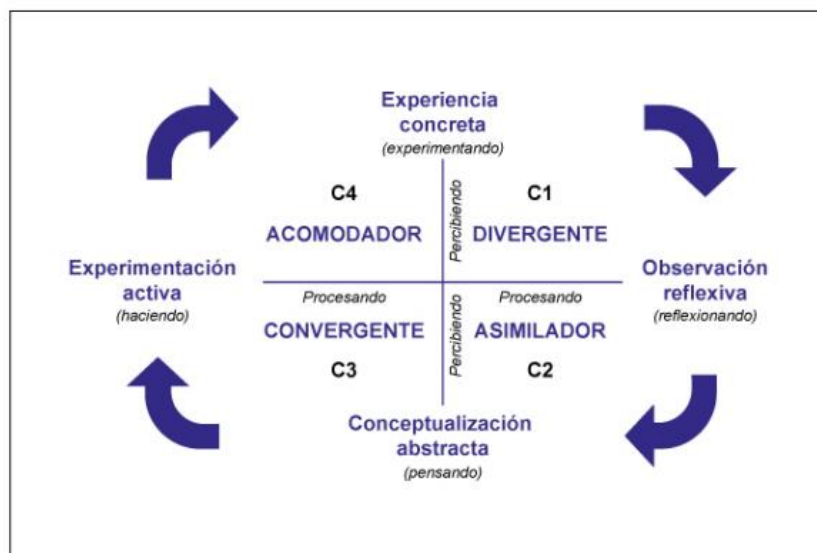 Experiencia
concreta
(experimentando)
C4
C1
Percibiendo
ACOMODADOR
DIVERGENTE
Experimentación
activa
(haciendo)
Observación
reflexiva
(reflexionando)
Procesando
Procesando
CONVERGENTE
Percibiendo
ASIMILADOR
C3
C2
Conceptualización
abstracta
(pensando)